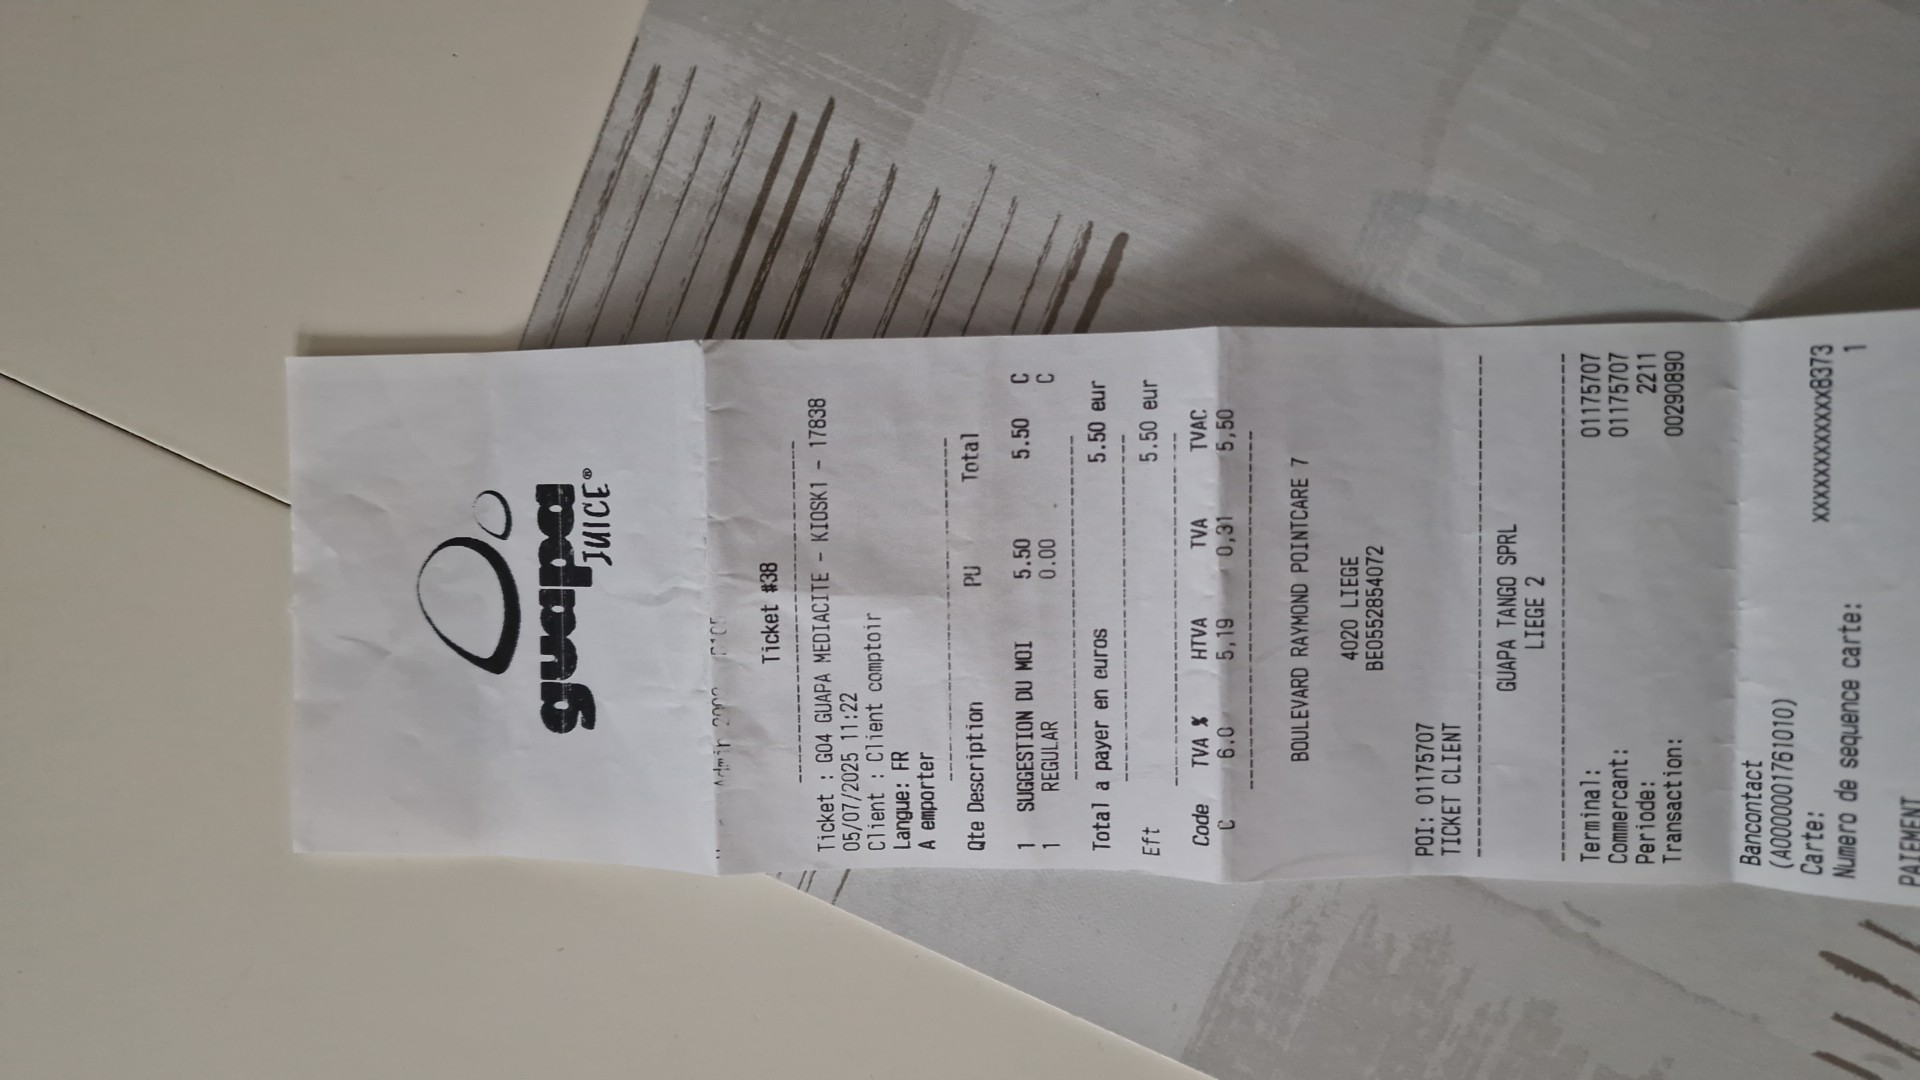 guapa
JUICE®
Ticket #38
Ticket : G04 GUAPA MEDIACITE - KIOSK1 - 17838
05/07/2025 11:22
Client : Client comptoir
Langue: FR
A emporter
Qte Description PU Total
1 SUGGESTION DU MOI 5.50 5.50 C
1 REGULAR 0.00 C
Total a payer en euros 5.50 eur
Eft 5.50 eur
Code TVA % HTVA TVA TVAC
C 6.0 5,19 0,31 5,50
BOULEVARD RAYMOND POINTCARE 7
4020 LIEGE
BE0552854072
POI: 01175707
TICKET CLIENT
GUAPA TANGO SPRL
LIEGE 2
Terminal: 01175707
Commercant: 01175707
Periode: 2211
Transaction: 00290890
Bancontact
(A0000001761010)
Carte: xxxxxxxxxxxxx8373
Numero de sequence carte: 1
PAIEMENT